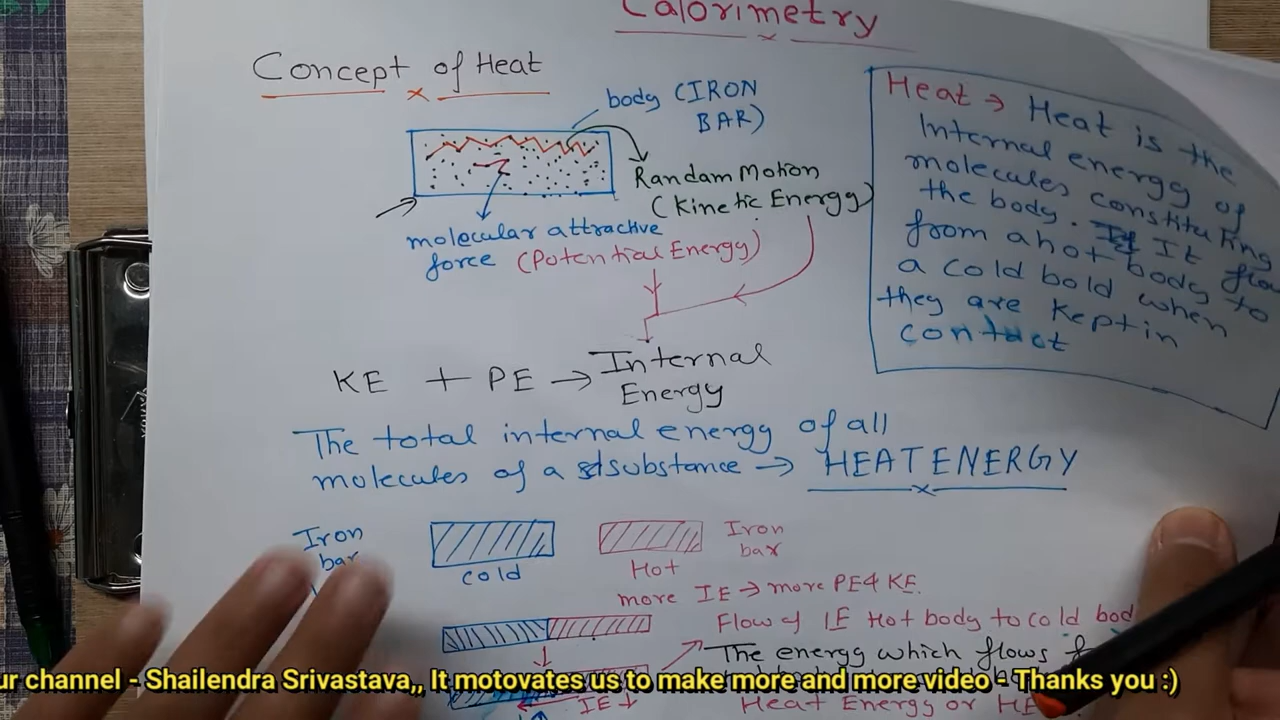 Calorimetry
Concept of Heat
body (IRON
BAR)
Randam Motion
(Kinetic Energy)
molecular attractive
force (Potential Energy)
KE + PE → Internal
Energy
The total internal energy of all
molecules of a substance → HEATENERGY
Heat → Heat is the
Internal energy of
molecules constituting
the body. It flow
from a hot body to
a cold bold when
they are kept in
contact
Iron
bar
cold
Hot
Iron
bar
more IE → more PE & KE.
Flow of IE Hot body to cold bod
The energy which flows
IE ↓
Heat Energy or HE
ur channel - Shailendra Srivastava,, It motovates us to make more and more video - Thanks you :)